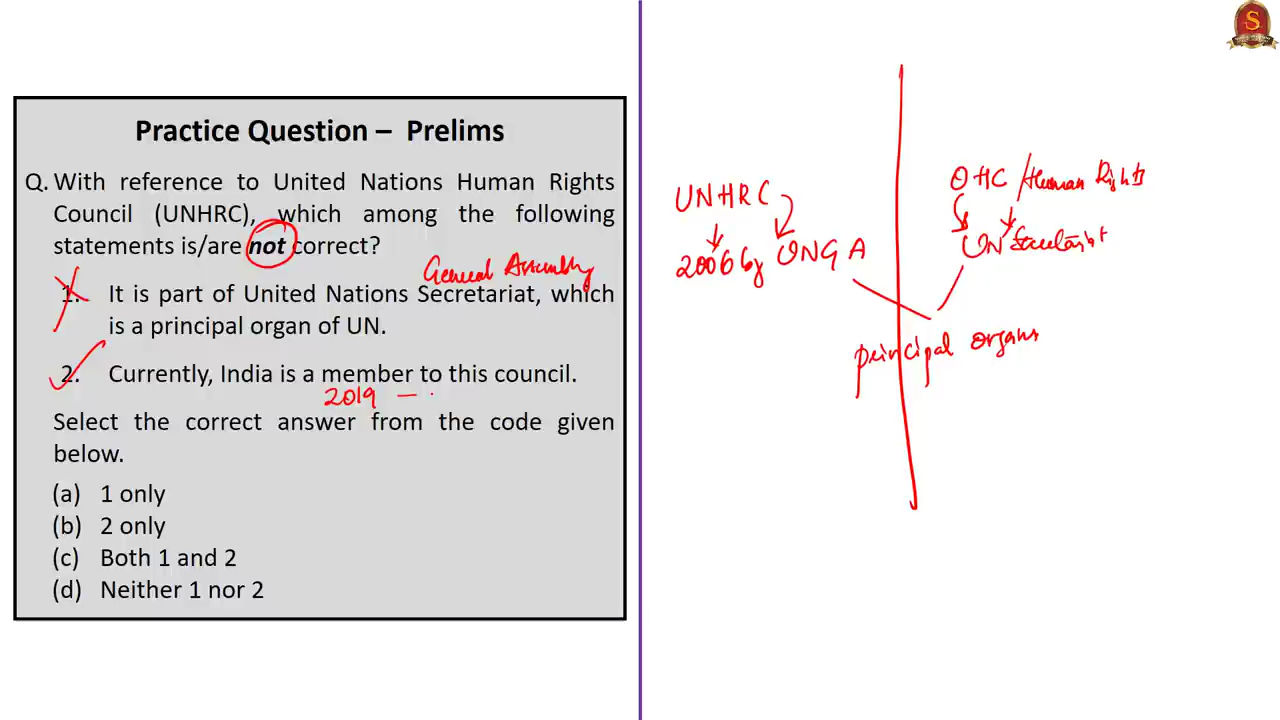 Practice Question – Prelims
Q. With reference to United Nations Human Rights
Council (UNHRC), which among the following
statements is/are not correct?
General Assembly
1. It is part of United Nations Secretariat, which
is a principal organ of UN.
2. Currently, India is a member to this council.
2019 –
Select the correct answer from the code given
below.
(a) 1 only
(b) 2 only
(c) Both 1 and 2
(d) Neither 1 nor 2
UNHRC
2006 by UNGA
OHC / Human Rights
UN Secretariat
principal organs
S